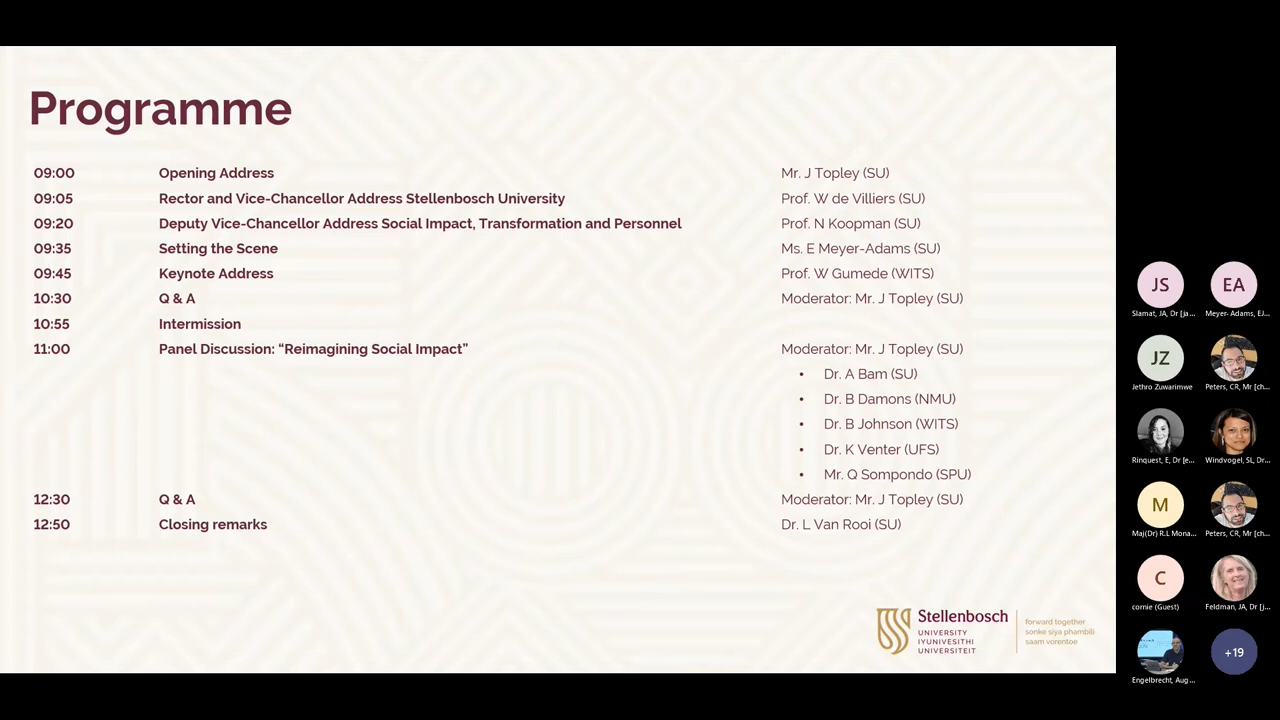 Programme
09:00 Opening Address Mr. J Topley (SU)
09:05 Rector and Vice-Chancellor Address Stellenbosch University Prof. W de Villiers (SU)
09:20 Deputy Vice-Chancellor Address Social Impact, Transformation and Personnel Prof. N Koopman (SU)
09:35 Setting the Scene Ms. E Meyer-Adams (SU)
09:45 Keynote Address Prof. W Gumede (WITS)
10:30 Q & A Moderator: Mr. J Topley (SU)
10:55 Intermission
11:00 Panel Discussion: “Reimagining Social Impact” Moderator: Mr. J Topley (SU)
• Dr. A Bam (SU)
• Dr. B Damons (NMU)
• Dr. B Johnson (WITS)
• Dr. K Venter (UFS)
• Mr. Q Sompondo (SPU)
12:30 Q & A Moderator: Mr. J Topley (SU)
12:50 Closing remarks Dr. L Van Rooi (SU)
Stellenbosch
UNIVERSITY
IYUNIVESITHI
UNIVERSITEIT
forward together
sonke siya phambili
saam vorentoe
JS EA
Slamat, JA, Dr [ja... Meyer- Adams, EJ...
JZ
Jethro Zuwarimwe Peters, CR, Mr [ch...
Rinquest, E, Dr [e... Windvogel, SL, Dr...
M
Maj(Dr) R.L Mona... Peters, CR, Mr [ch...
C
cornie (Guest) Feldman, JA, Dr [j...
+19
Engelbrecht, Aug...